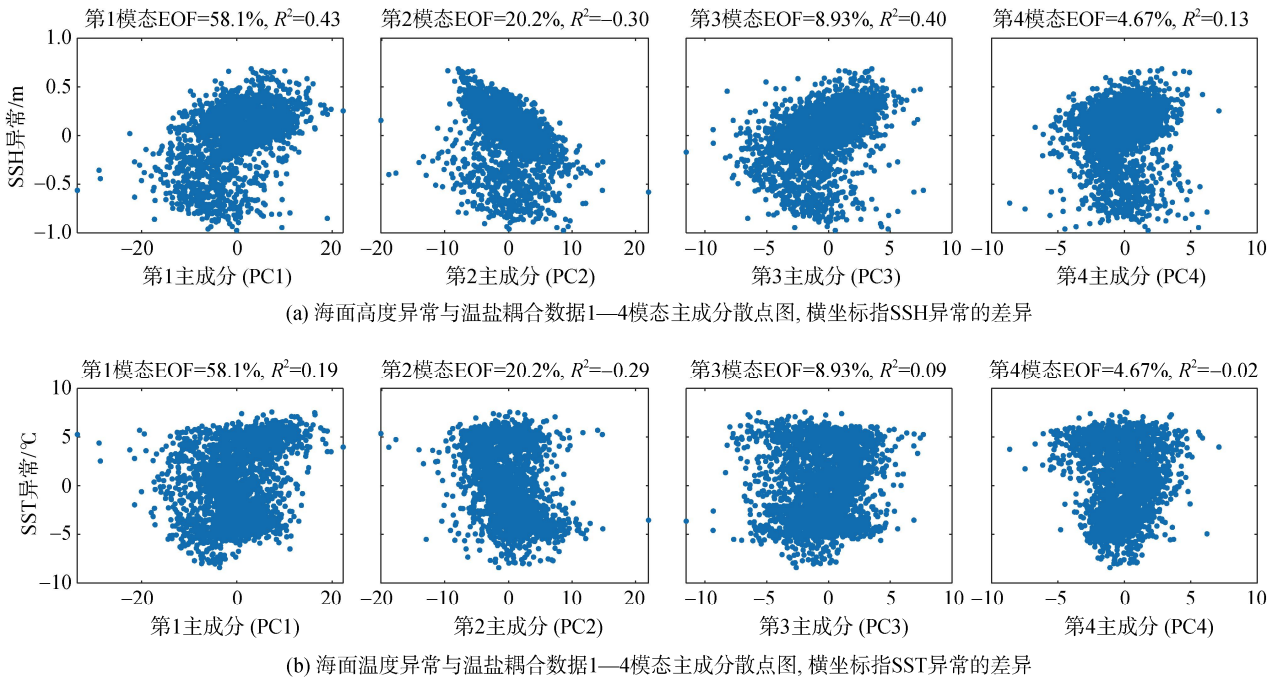 第1模态EOF=58.1%, R²=0.43 第2模态EOF=20.2%, R²=–0.30 第3模态EOF=8.93%, R²=0.40 第4模态EOF=4.67%, R²=0.13
SSH异常/m
1.0
0.5
0
–0.5
–1.0
–20 0 20 –20 –10 0 10 20 –10 –5 0 5 10 –10 –5 0 5 10
第1主成分 (PC1) 第2主成分 (PC2) 第3主成分 (PC3) 第4主成分 (PC4)
(a) 海面高度异常与温盐耦合数据1—4模态主成分散点图, 横坐标指SSH异常的差异
第1模态EOF=58.1%, R²=0.19 第2模态EOF=20.2%, R²=–0.29 第3模态EOF=8.93%, R²=0.09 第4模态EOF=4.67%, R²=–0.02
SST异常/℃
10
5
0
–5
–10
–20 0 20 –20 –10 0 10 20 –10 –5 0 5 10 –10 –5 0 5 10
第1主成分 (PC1) 第2主成分 (PC2) 第3主成分 (PC3) 第4主成分 (PC4)
(b) 海面温度异常与温盐耦合数据1—4模态主成分散点图, 横坐标指SST异常的差异